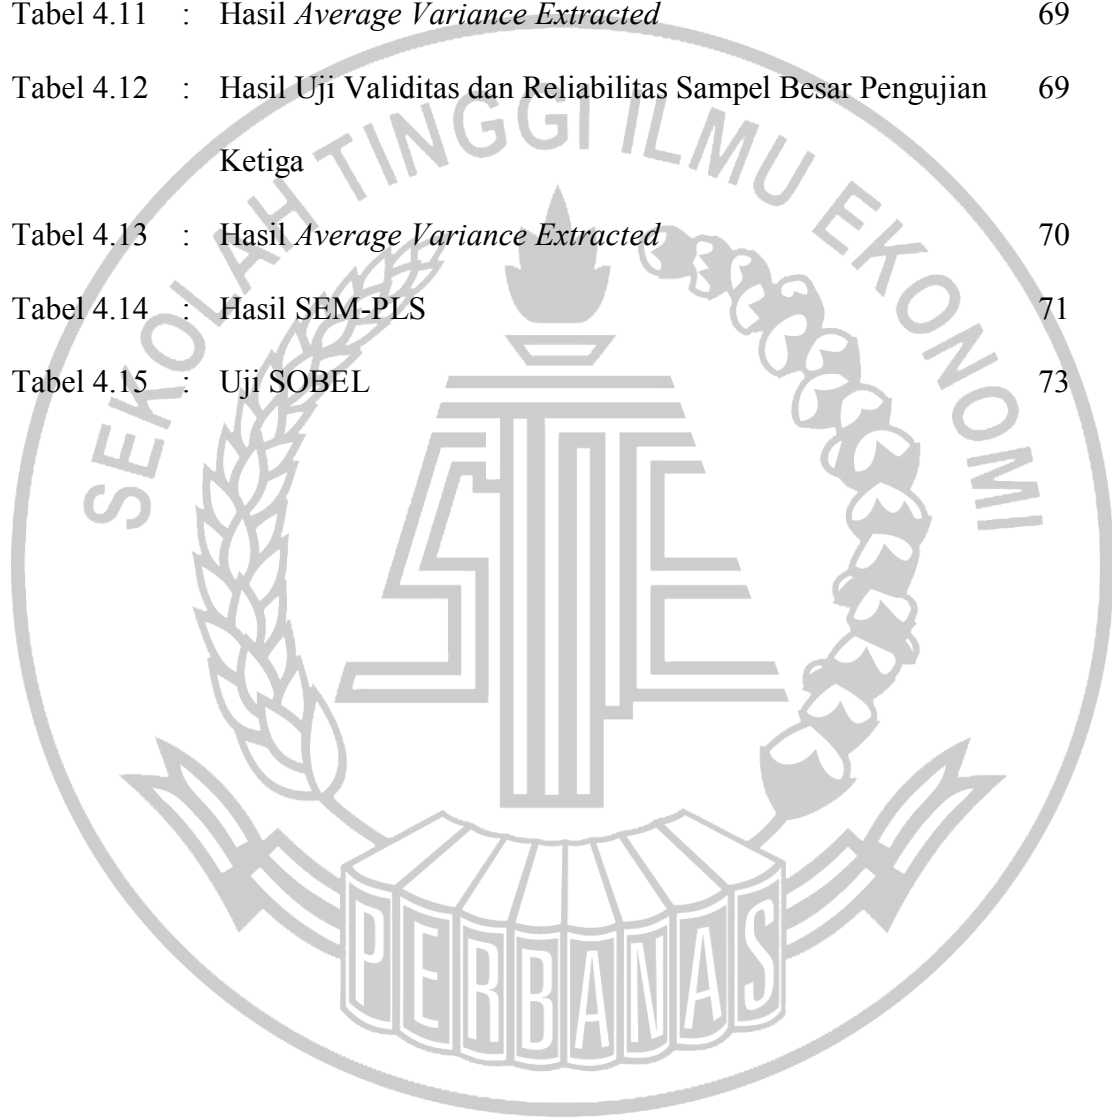 Tabel 4.11 : Hasil Average Variance Extracted 69
Tabel 4.12 : Hasil Uji Validitas dan Reliabilitas Sampel Besar Pengujian 69
Ketiga
Tabel 4.13 : Hasil Average Variance Extracted 70
Tabel 4.14 : Hasil SEM-PLS 71
Tabel 4.15 : Uji SOBEL 73
SEKOLAH TINGGI ILMU EKONOMI
STIE
PERBANAS